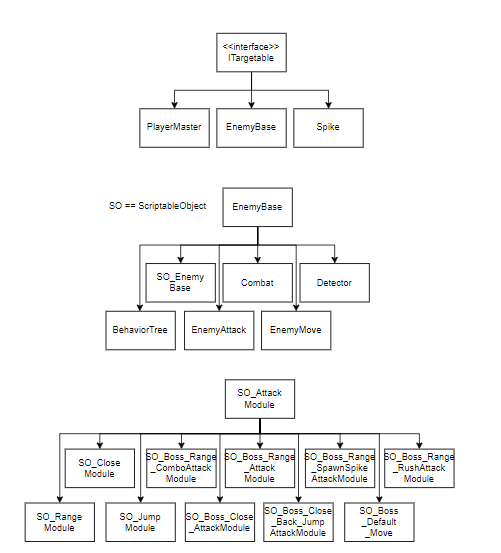 <<interface>>
ITargetable
PlayerMaster
EnemyBase
Spike
SO == ScriptableObject
EnemyBase
SO_Enemy
Base
Combat
Detector
BehaviorTree
EnemyAttack
EnemyMove
SO_Attack
Module
SO_Close
Module
SO_Boss_Range
_ComboAttack
Module
SO_Boss_Range
_Attack
Module
SO_Boss_Range
_SpawnSpike
AttackModule
SO_Boss_Range
_RushAttack
Module
SO_Range
Module
SO_Jump
Module
SO_Boss_Close
_AttackModule
SO_Boss_Close
_Back_Jump
AttackModule
SO_Boss
_Default
_Move